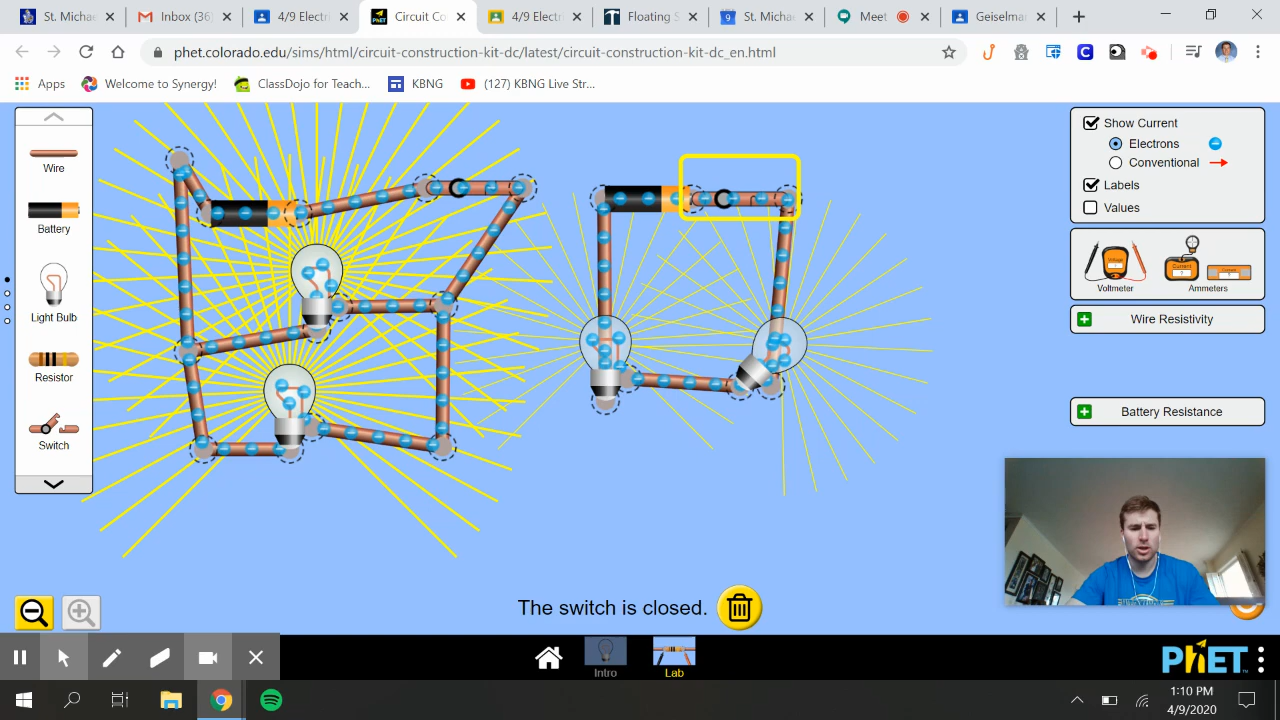 St. Michae
Inbox (36)
4/9 Electr
Circuit Co
4/9 Electr
Floating S
St. Micha
Meet
Geiselmar
phet.colorado.edu/sims/html/circuit-construction-kit-dc/latest/circuit-construction-kit-dc_en.html
Apps
Welcome to Synergy!
ClassDojo for Teach...
KBNG
(127) KBNG Live Str...
Wire
Battery
Light Bulb
Resistor
Switch
Show Current
Electrons
Conventional
Labels
Values
Voltmeter
Ammeters
Wire Resistivity
Battery Resistance
The switch is closed.
Intro
Lab
PhET
1:10 PM
4/9/2020